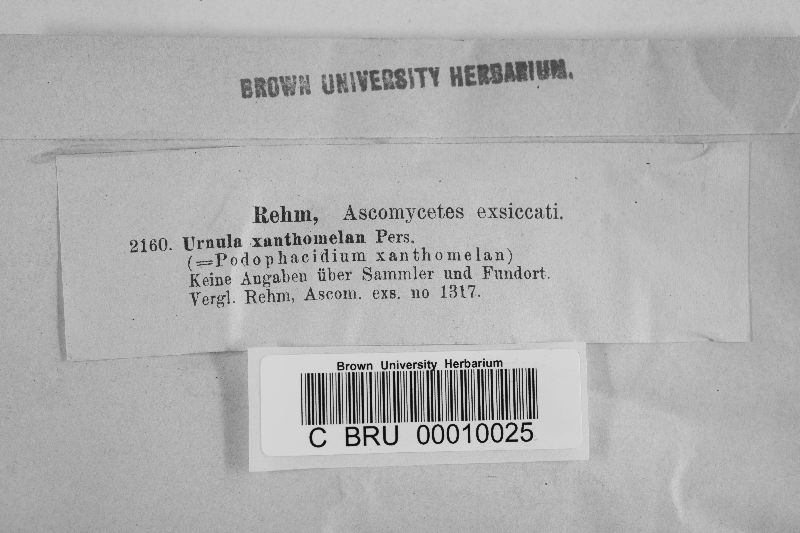 BROWN UNIVERSITY HERBARIUM.
Rehm, Ascomycetes exsiccati.
2160. Urnula xanthomelan Pers.
(=Podophacidium xanthomelan)
Keine Angaben über Sammler und Fundort.
Vergl. Rehm, Ascom. exs. no 1317.
Brown University Herbarium
C BRU 00010025